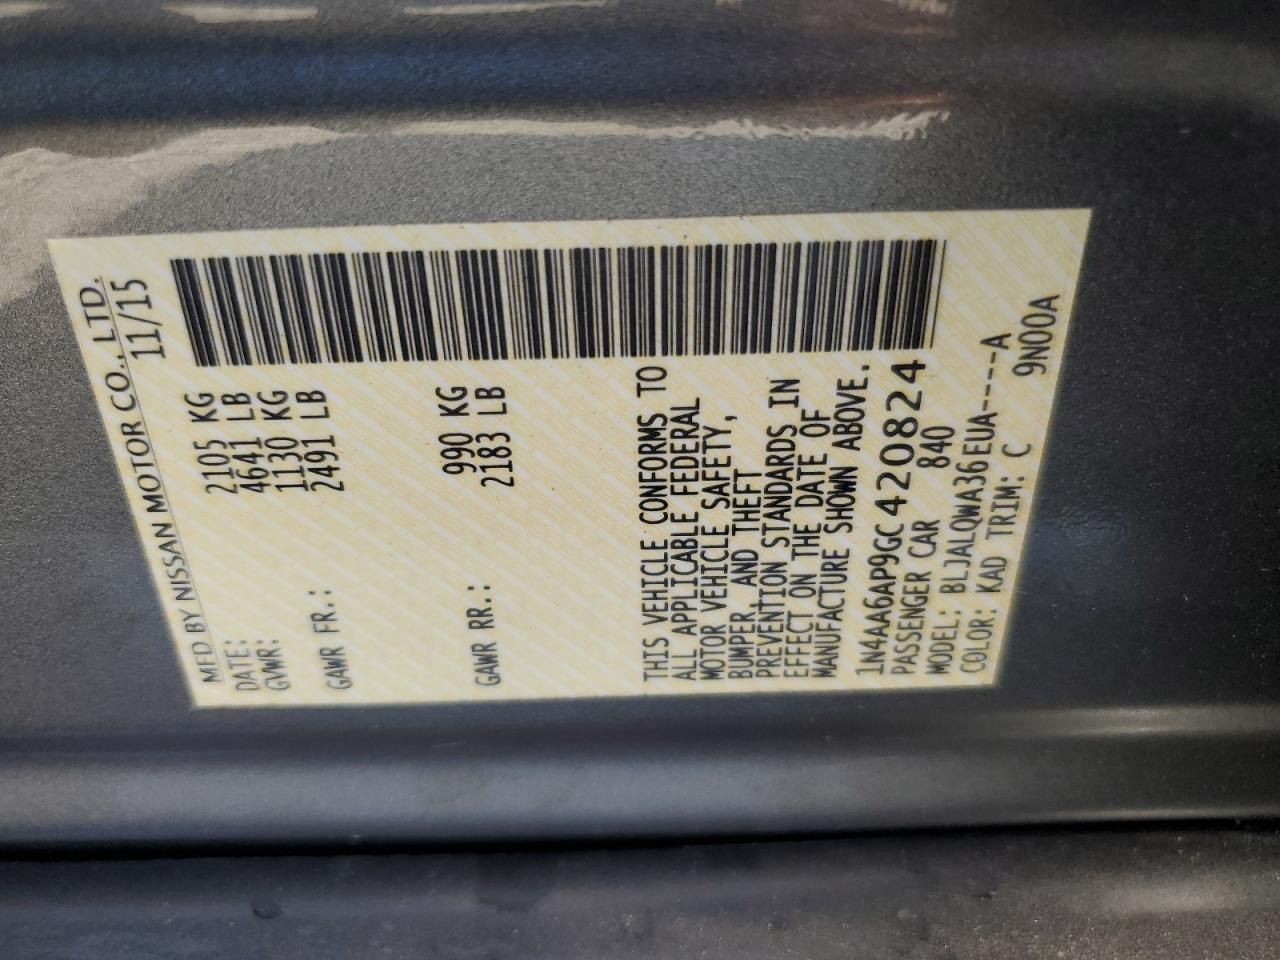 MFD BY NISSAN MOTOR CO., LTD.
DATE: 11/15
GVWR: 2105 KG
4641 LB
GAWR FR.: 1130 KG
2491 LB
GAWR RR.: 990 KG
2183 LB
THIS VEHICLE CONFORMS TO
ALL APPLICABLE FEDERAL
MOTOR VEHICLE SAFETY,
BUMPER, AND THEFT
PREVENTION STANDARDS IN
EFFECT ON THE DATE OF
MANUFACTURE SHOWN ABOVE.
1N4AA6AP9GC420824
PASSENGER CAR 840
MODEL: BLJALQWA36EUA----A
COLOR: KAD TRIM: C 9N00A